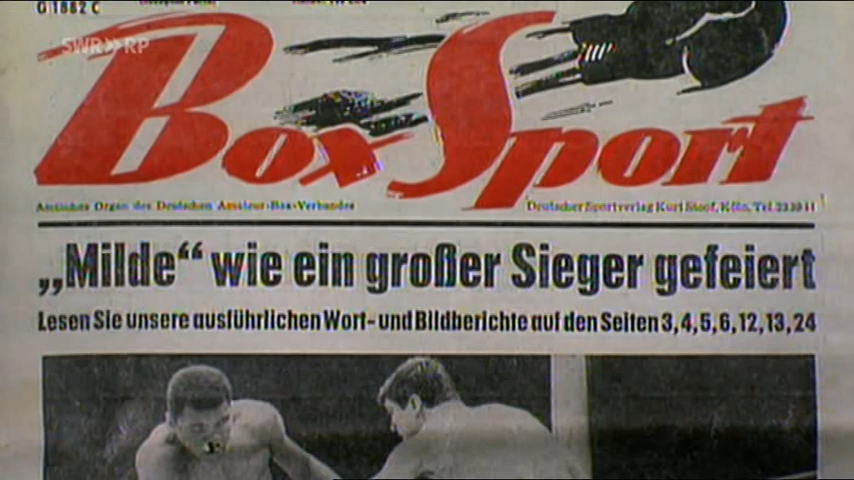 G 1882 C
SWR» RP
Box Sport
Amtliches Organ des Deutschen Amateur-Box-Verbandes
Deutscher Sportverlag Kurt Stoof, Köln, Tel. 23 30 11
„Milde“ wie ein großer Sieger gefeiert
Lesen Sie unsere ausführlichen Wort- und Bildberichte auf den Seiten 3, 4, 5, 6, 12, 13, 24